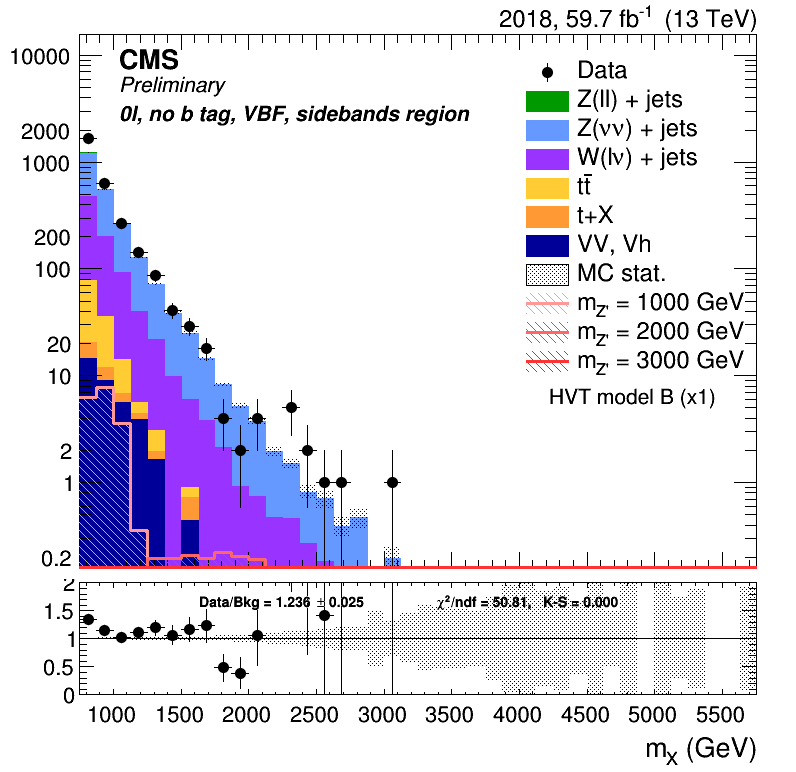 2018, 59.7 fb⁻¹ (13 TeV)
CMS
Preliminary
0l, no b tag, VBF, sidebands region
Data
Z(ll) + jets
Z(νν) + jets
W(lν) + jets
tt̄
t+X
VV, Vh
MC stat.
m_Z' = 1000 GeV
m_Z' = 2000 GeV
m_Z' = 3000 GeV
HVT model B (x1)
10000
2000
1000
200
100
20
10
2
1
0.2
Data/Bkg = 1.236 ± 0.025
χ²/ndf = 50.81, K-S = 0.000
2
1.5
1
0.5
0
1000 1500 2000 2500 3000 3500 4000 4500 5000 5500
m_X (GeV)